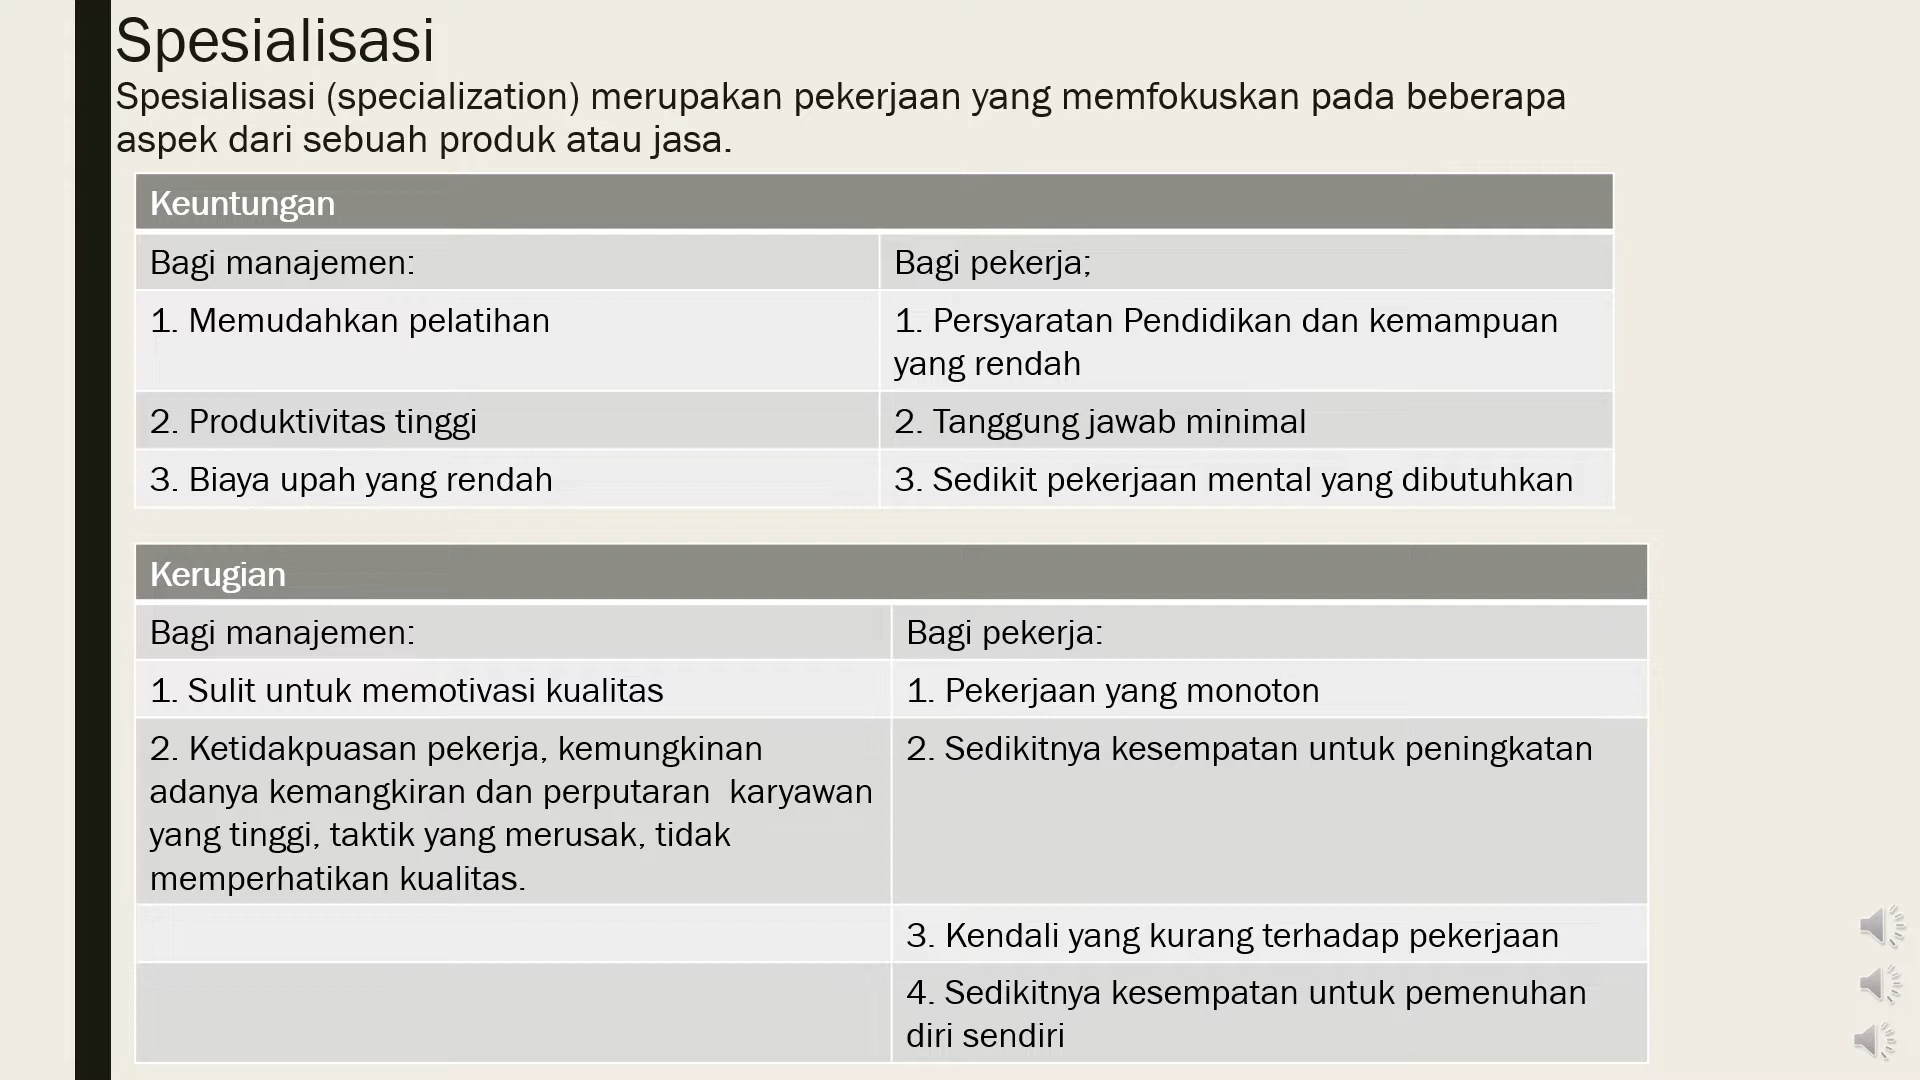 Spesialisasi
Spesialisasi (specialization) merupakan pekerjaan yang memfokuskan pada beberapa
aspek dari sebuah produk atau jasa.
Keuntungan
Bagi manajemen:
Bagi pekerja;
1. Memudahkan pelatihan
1. Persyaratan Pendidikan dan kemampuan
yang rendah
2. Produktivitas tinggi
2. Tanggung jawab minimal
3. Biaya upah yang rendah
3. Sedikit pekerjaan mental yang dibutuhkan
Kerugian
Bagi manajemen:
Bagi pekerja:
1. Sulit untuk memotivasi kualitas
1. Pekerjaan yang monoton
2. Ketidakpuasan pekerja, kemungkinan
adanya kemangkiran dan perputaran  karyawan
yang tinggi, taktik yang merusak, tidak
memperhatikan kualitas.
2. Sedikitnya kesempatan untuk peningkatan
3. Kendali yang kurang terhadap pekerjaan
4. Sedikitnya kesempatan untuk pemenuhan
diri sendiri